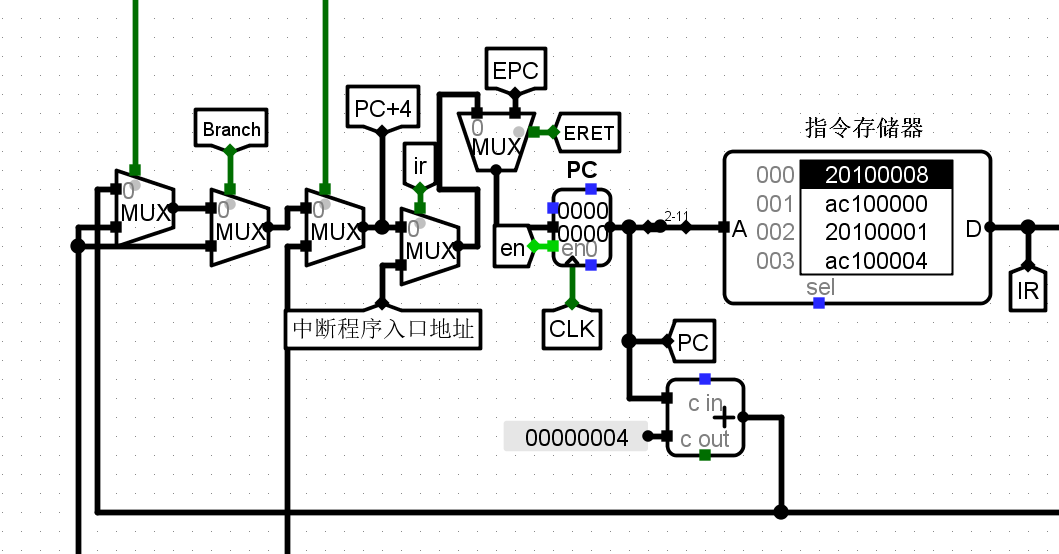 EPC
PC+4
Branch
ERET
0
MUX
指令存储器
ir
PC
0
MUX
0
MUX
0
MUX
0
MUX
0000
0000
en0
en
2-11
A
000 20100008
001 ac100000
002 20100001
003 ac100004
D
sel
IR
中断程序入口地址
CLK
PC
c in
+
00000004
c out